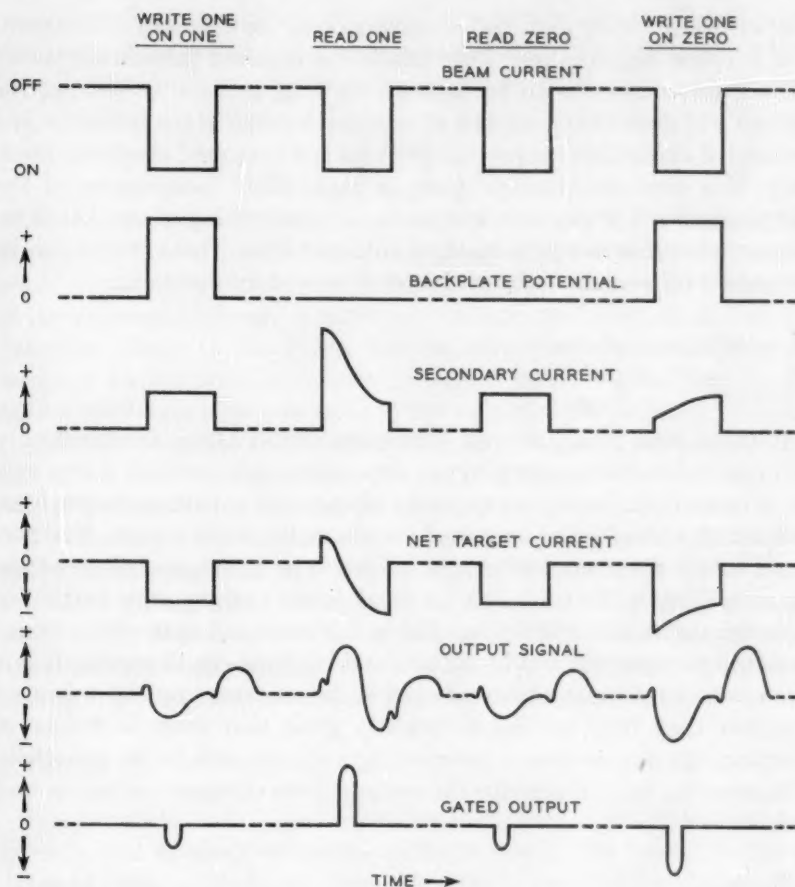 WRITE ONE ON ONE
READ ONE
READ ZERO
WRITE ONE ON ZERO
BEAM CURRENT
OFF
ON
+
0
BACKPLATE POTENTIAL
+
0
SECONDARY CURRENT
+
0
NET TARGET CURRENT
+
0
−
OUTPUT SIGNAL
+
0
−
GATED OUTPUT
+
0
−
TIME →